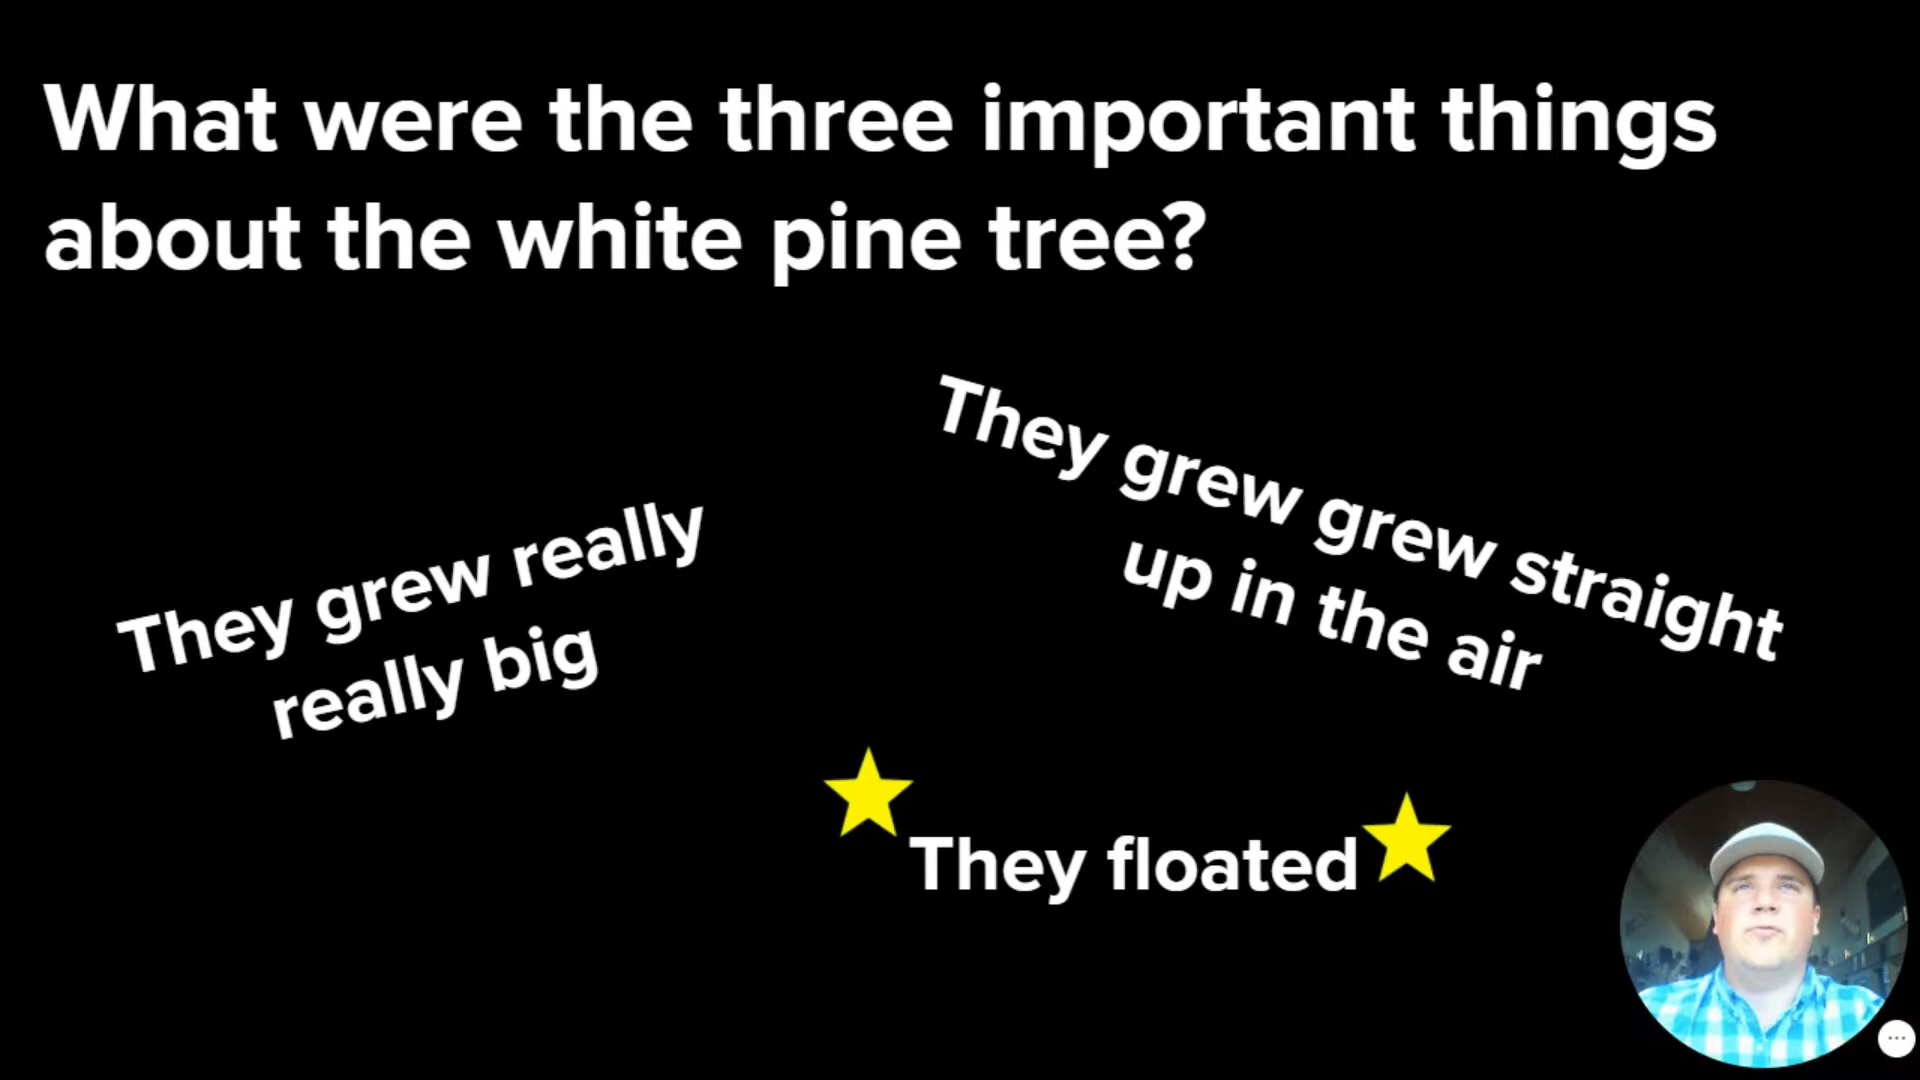 What were the three important things
about the white pine tree?
They grew really
really big
They grew grew straight
up in the air
They floated